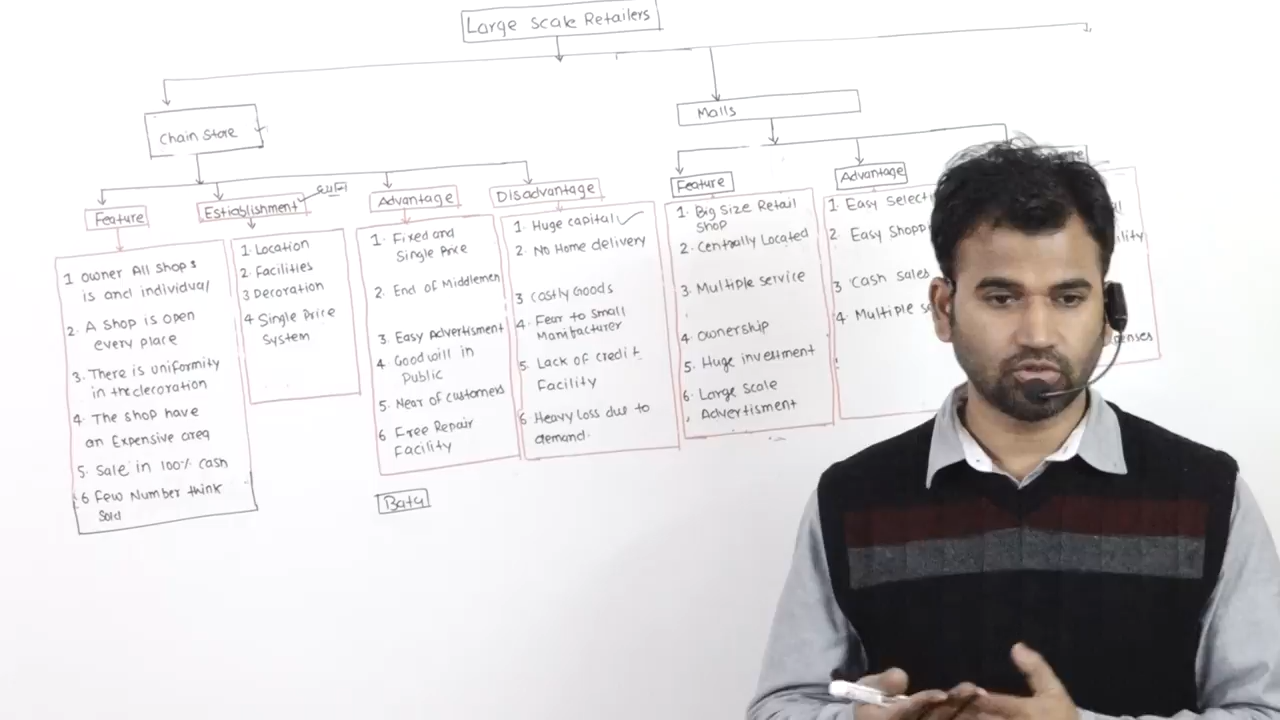 Large Scale Retailers
Chain Store
Malls
Feature
Estiablishment
Advantage
Disadvantage
Feature
Advantage
1 owner All shops
is and individual
2. A shop is open
every place
3. There is uniformity
in the decoration
4. The shop have
an Expensive area
5. Sale in 100% cash
6 Few Number think
Sold
1. Location
2. Facilities
3 Decoration
4 Single Price
System
1. Fixed and
Single Price
2. End of Middlemen
3. Easy Advertisment
4. Goodwill in
Public
5. Near of customers
6 Free Repair
Facility
Bata
1. Huge capital
2. No Home delivery
3 Costly Goods
4. Fear to Small
Manifacturer
5. Lack of credit
Facility
6 Heavy Loss due to
demand.
1. Big Size Retail
Shop
2. Centrally Located
3. Multiple service
4 ownership
5. Huge investment
6. Large Scale
Advertisment
1. Easy Selecti
2. Easy Shopp
3 Cash sales
4 Multiple s
ility
penses